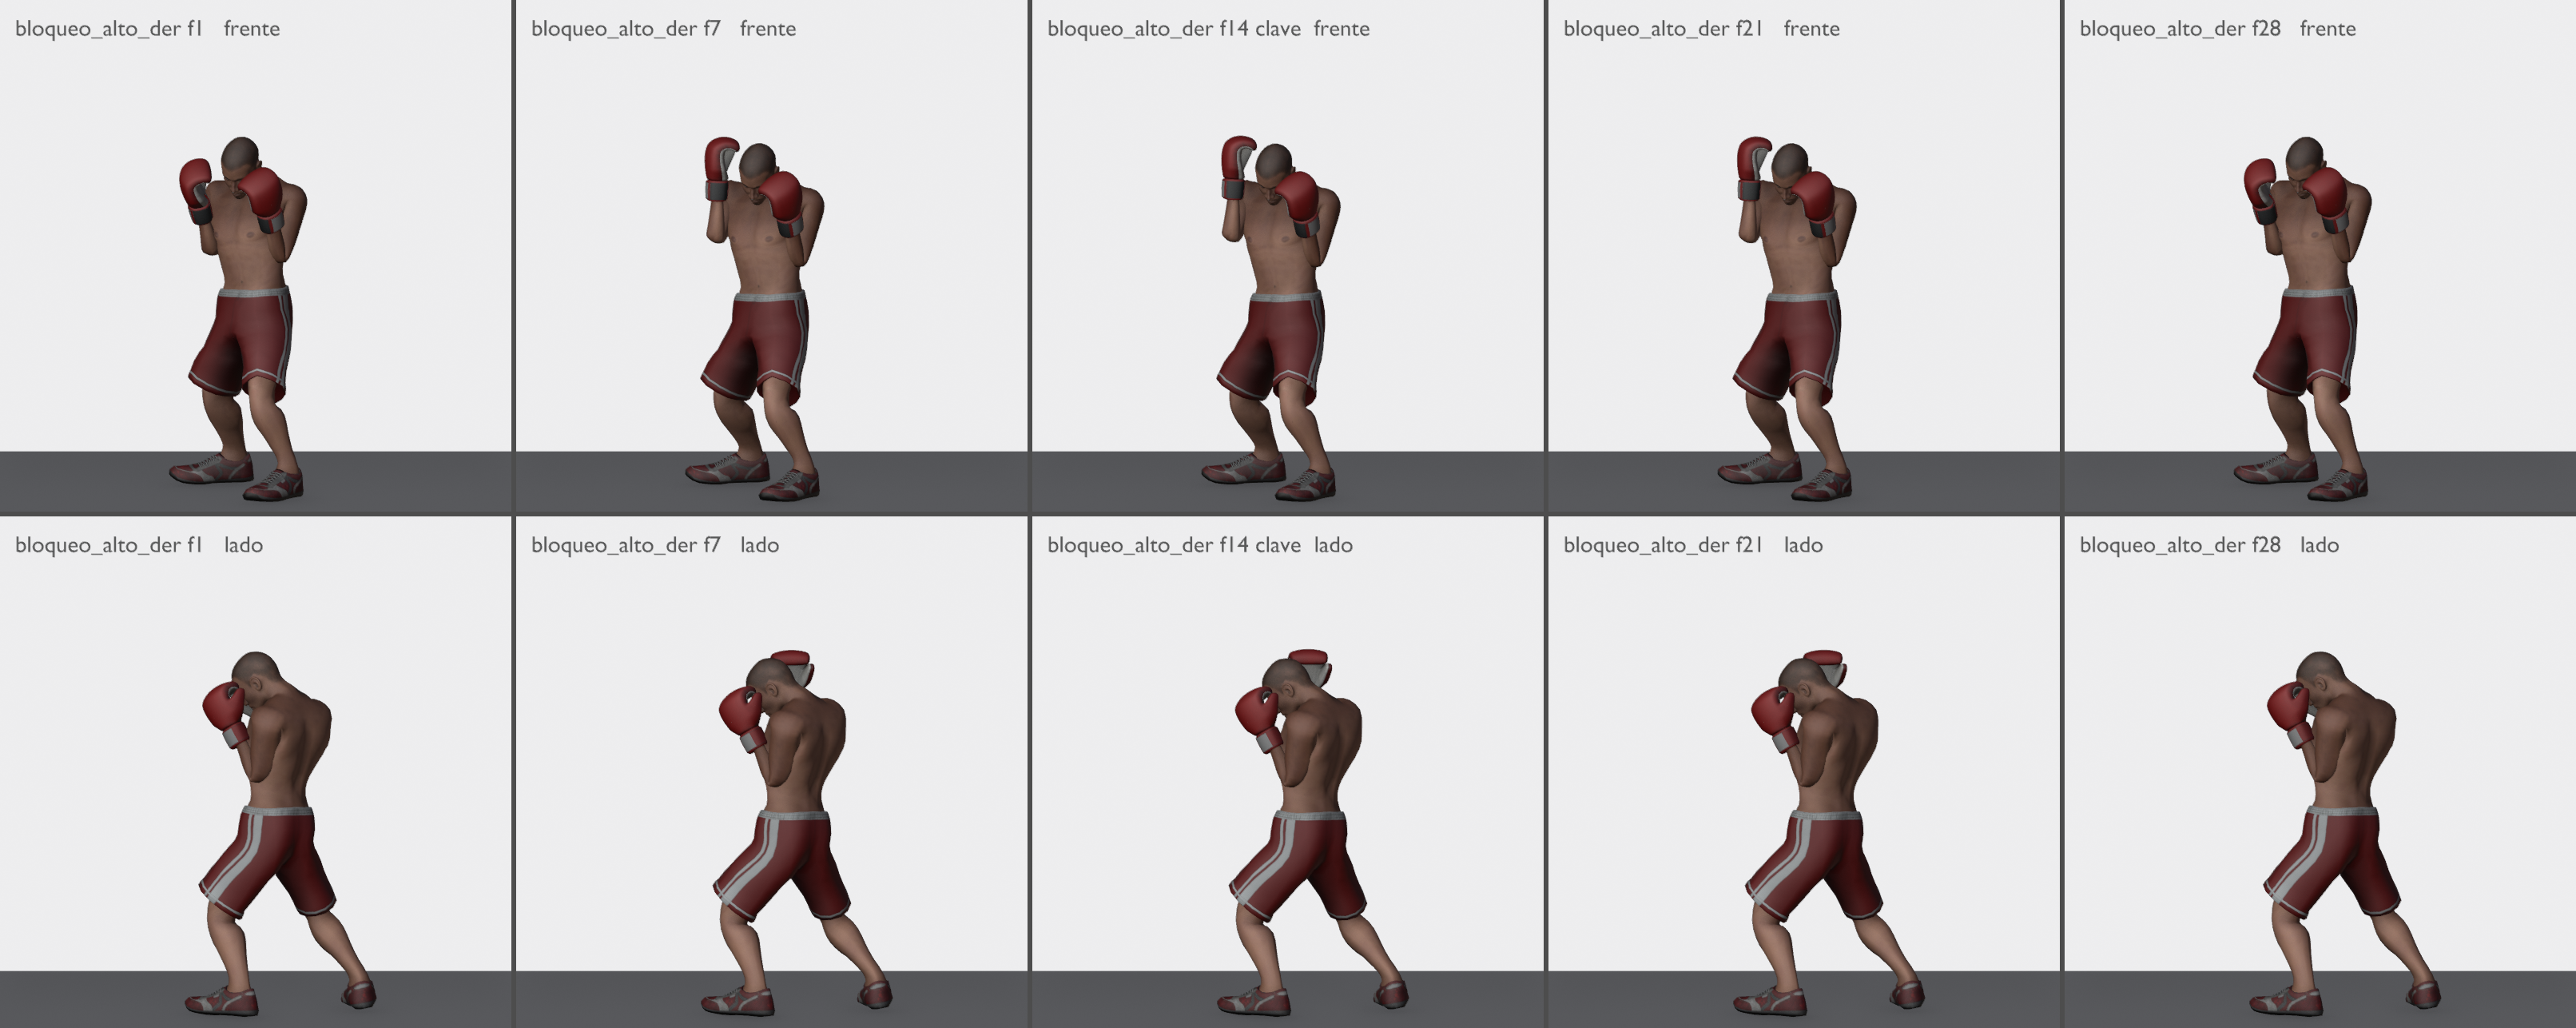 bloqueo_alto_der f1 frente
bloqueo_alto_der f7 frente
bloqueo_alto_der f14 clave frente
bloqueo_alto_der f21 frente
bloqueo_alto_der f28 frente
bloqueo_alto_der f1 lado
bloqueo_alto_der f7 lado
bloqueo_alto_der f14 clave lado
bloqueo_alto_der f21 lado
bloqueo_alto_der f28 lado